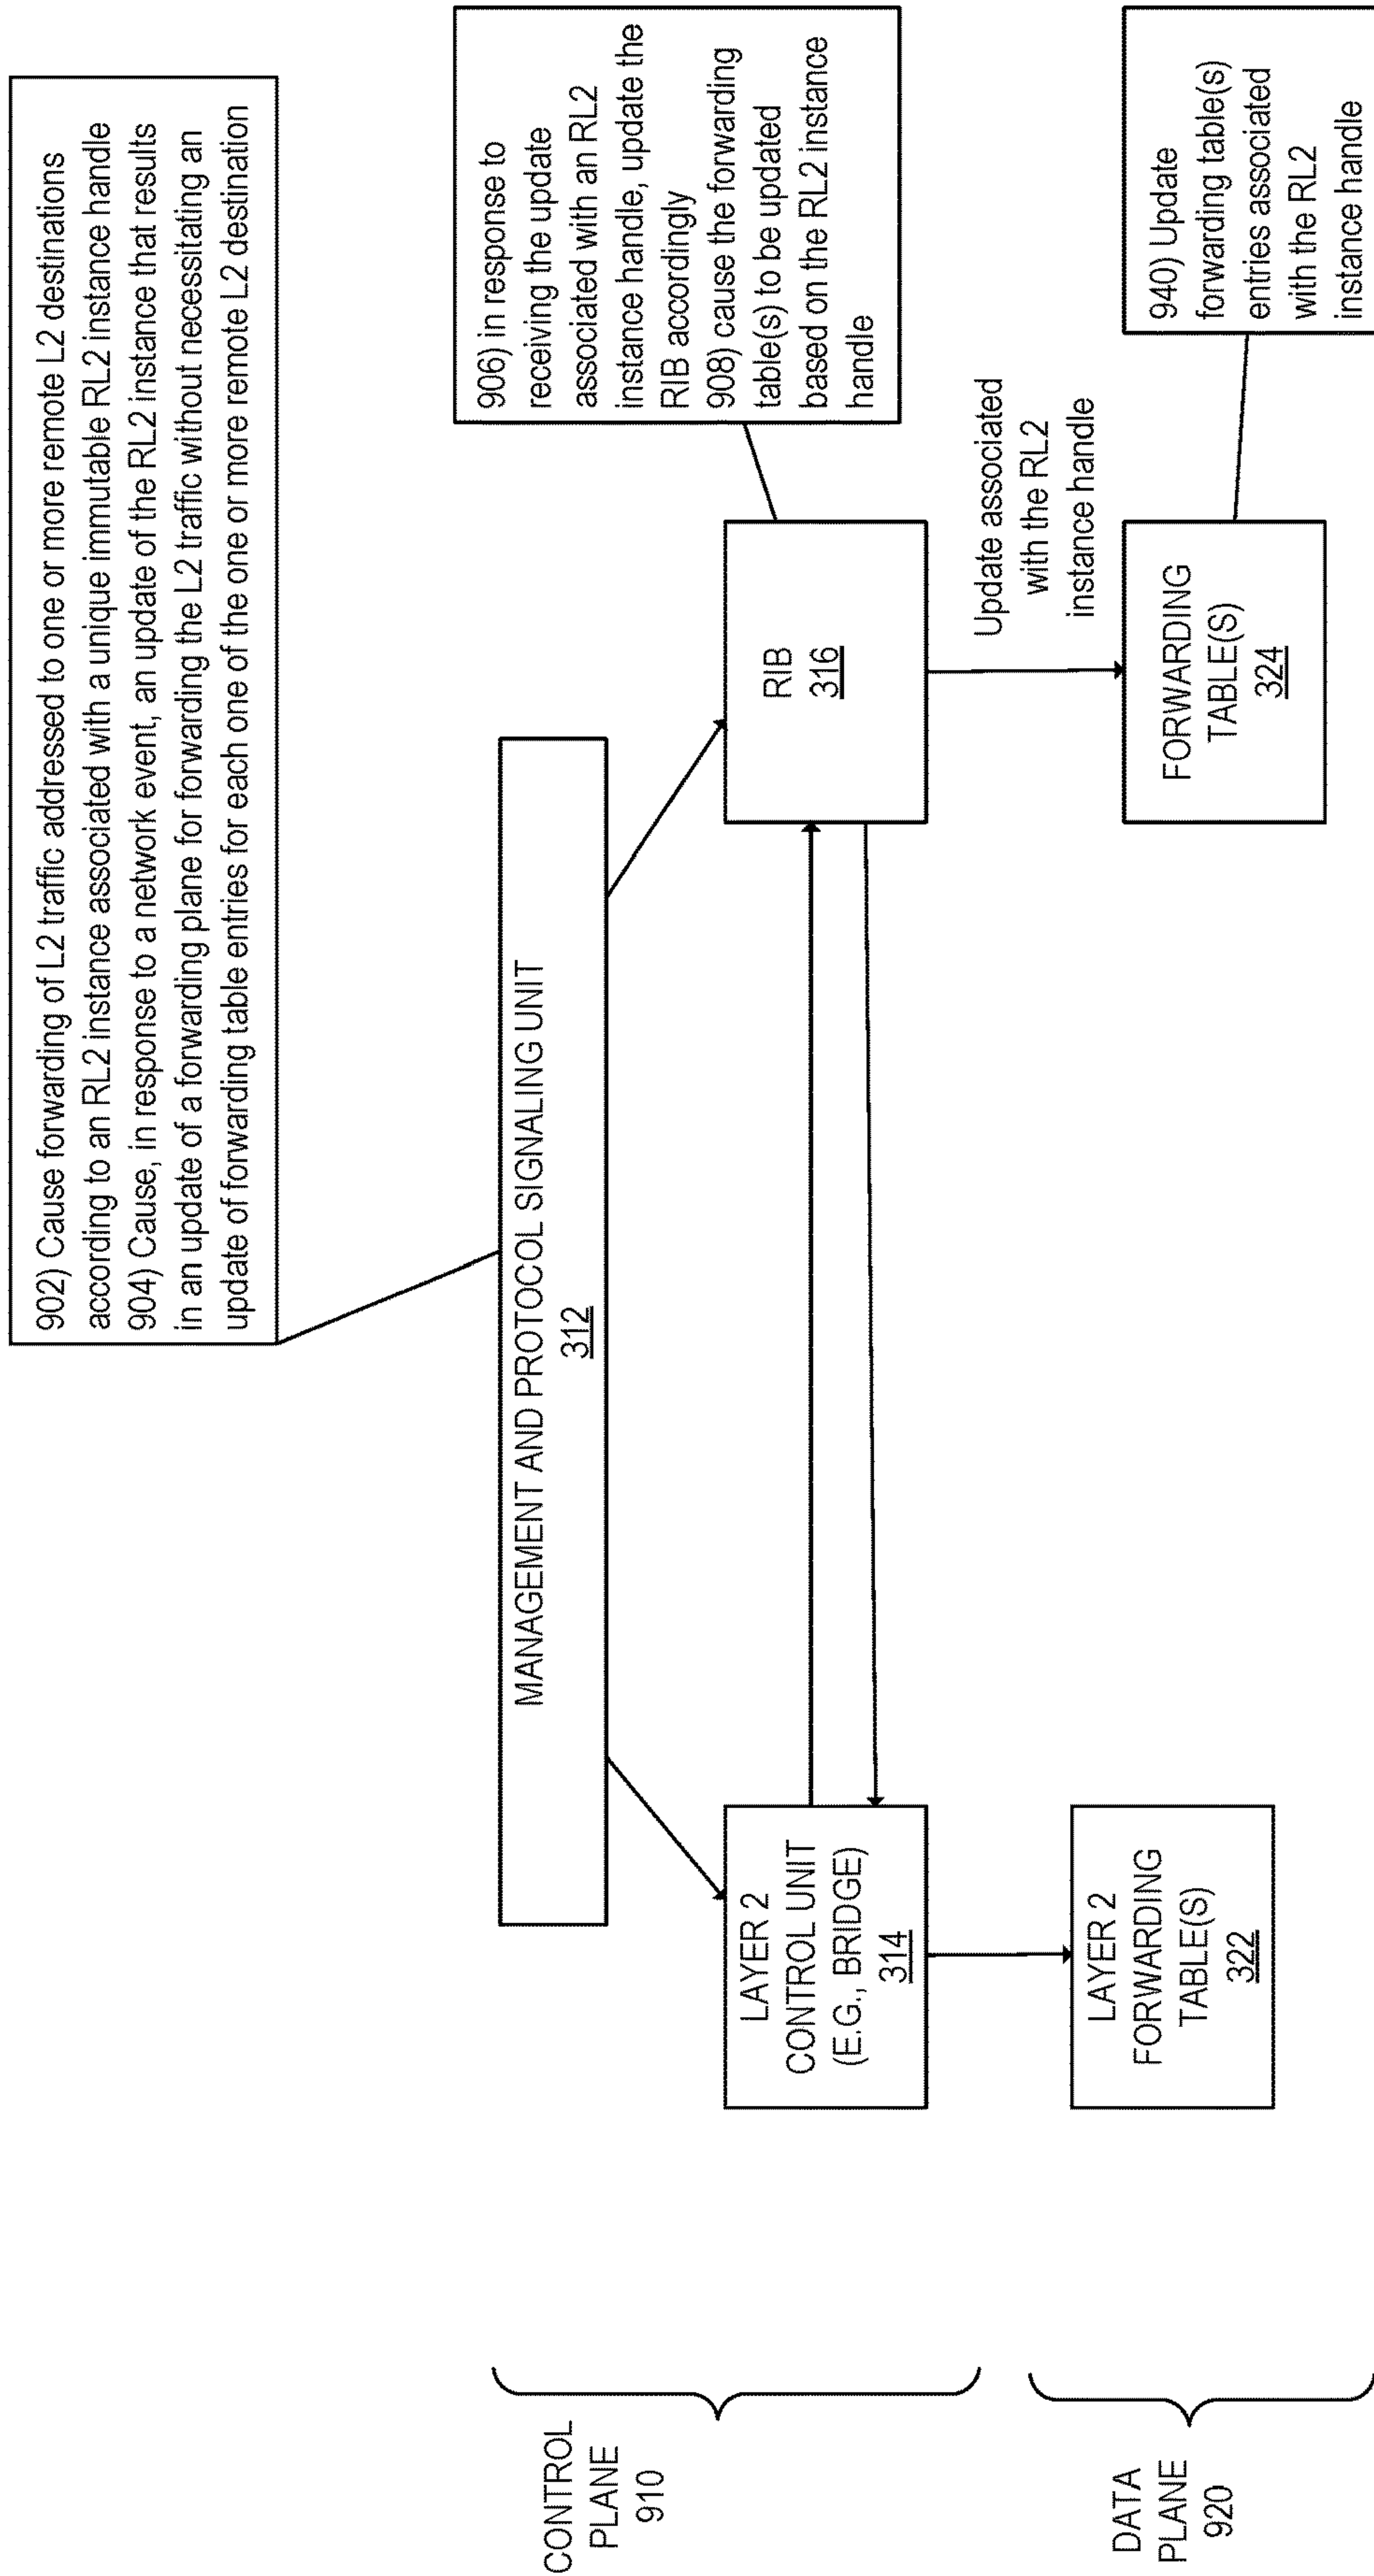 902) Cause forwarding of L2 traffic addressed to one or more remote L2 destinations
according to an RL2 instance associated with a unique immutable RL2 instance handle
904) Cause, in response to a network event, an update of the RL2 instance that results
in an update of a forwarding plane for forwarding the L2 traffic without necessitating an
update of forwarding table entries for each one of the one or more remote L2 destination
CONTROL
PLANE
910
MANAGEMENT AND PROTOCOL SIGNALING UNIT
312
906) in response to
receiving the update
associated with an RL2
instance handle, update the
RIB accordingly
908) cause the forwarding
table(s) to be updated
based on the RL2 instance
handle
LAYER 2
CONTROL UNIT
(E.G., BRIDGE)
314
RIB
316
Update associated
with the RL2
instance handle
DATA
PLANE
920
LAYER 2
FORWARDING
TABLE(S)
322
FORWARDING
TABLE(S)
324
940) Update
forwarding table(s)
entries associated
with the RL2
instance handle